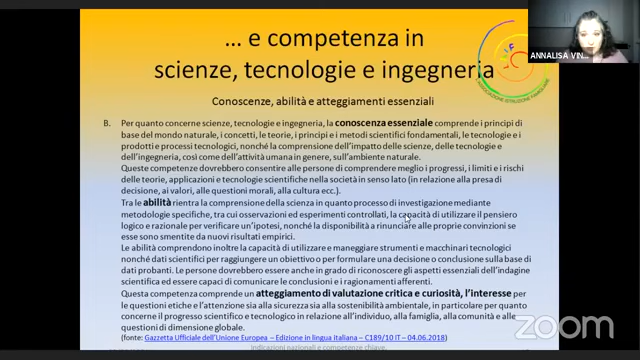 … e competenza in
scienze, tecnologie e ingegneria
Conoscenze, abilità e atteggiamenti essenziali
B. Per quanto concerne scienze, tecnologie e ingegneria, la conoscenza essenziale comprende i principi di
base del mondo naturale, i concetti, le teorie, i principi e i metodi scientifici fondamentali, le tecnologie e i
prodotti e processi tecnologici, nonché la comprensione dell'impatto delle scienze, delle tecnologie e
dell'ingegneria, così come dell'attività umana in genere, sull'ambiente naturale.
Queste competenze dovrebbero consentire alle persone di comprendere meglio i progressi, i limiti e i rischi
delle teorie, applicazioni e tecnologie scientifiche nella società in senso lato (in relazione alla presa di
decisione, ai valori, alle questioni morali, alla cultura ecc.).
Tra le abilità rientra la comprensione della scienza in quanto processo di investigazione mediante
metodologie specifiche, tra cui osservazioni ed esperimenti controllati, la capacità di utilizzare il pensiero
logico e razionale per verificare un'ipotesi, nonché la disponibilità a rinunciare alle proprie convinzioni se
esse sono smentite da nuovi risultati empirici.
Le abilità comprendono inoltre la capacità di utilizzare e maneggiare strumenti e macchinari tecnologici
nonché dati scientifici per raggiungere un obiettivo o per formulare una decisione o conclusione sulla base
di dati probanti. Le persone dovrebbero essere anche in grado di riconoscere gli aspetti essenziali dell'indagine
scientifica ed essere capaci di comunicare le conclusioni e i ragionamenti afferenti.
Questa competenza comprende un atteggiamento di valutazione critica e curiosità, l'interesse per
le questioni etiche e l'attenzione sia alla sicurezza sia alla sostenibilità ambientale, in particolare per quanto
concerne il progresso scientifico e tecnologico in relazione all'individuo, alla famiglia, alla comunità e alle
questioni di dimensione globale.
(fonte: Gazzetta Ufficiale dell'Unione Europea – Edizione in lingua italiana – C189/10 IT – 04.06.2018)
indicazioni nazionali e competenze chiave.
ANNALISA VIN...
zoom